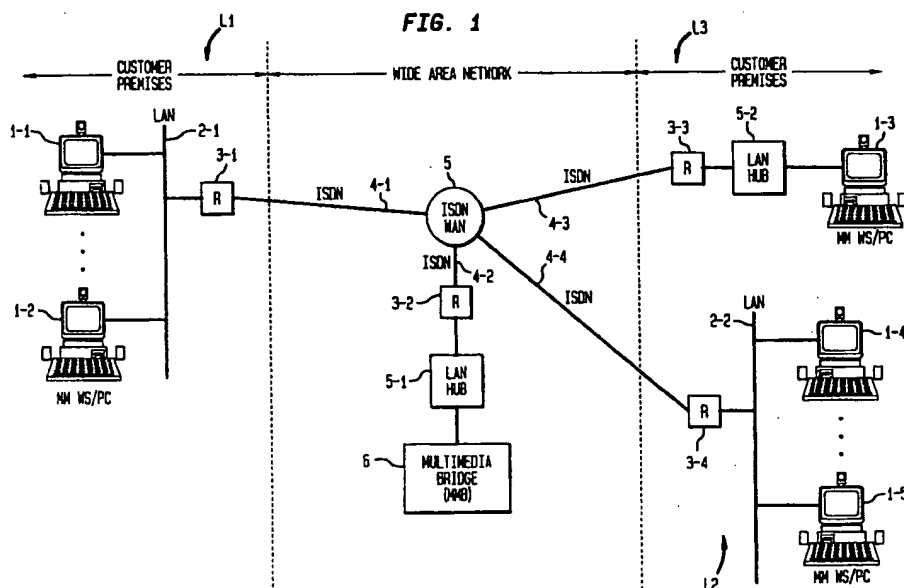 FIG. 1
L1
L3
CUSTOMER
PREMISES
WIDE AREA NETWORK
CUSTOMER
PREMISES
LAN
1-1
2-1
3-1
R
ISDN
4-1
5
ISDN
WAN
ISDN
4-3
3-3
R
5-2
LAN
HUB
1-3
MM WS/PC
ISDN
4-2
4-4
ISDN
3-2
R
1-2
MM WS/PC
5-1
LAN
HUB
6
MULTIMEDIA
BRIDGE
(MMB)
LAN
2-2
1-4
R
3-4
1-5
MM WS/PC
L2